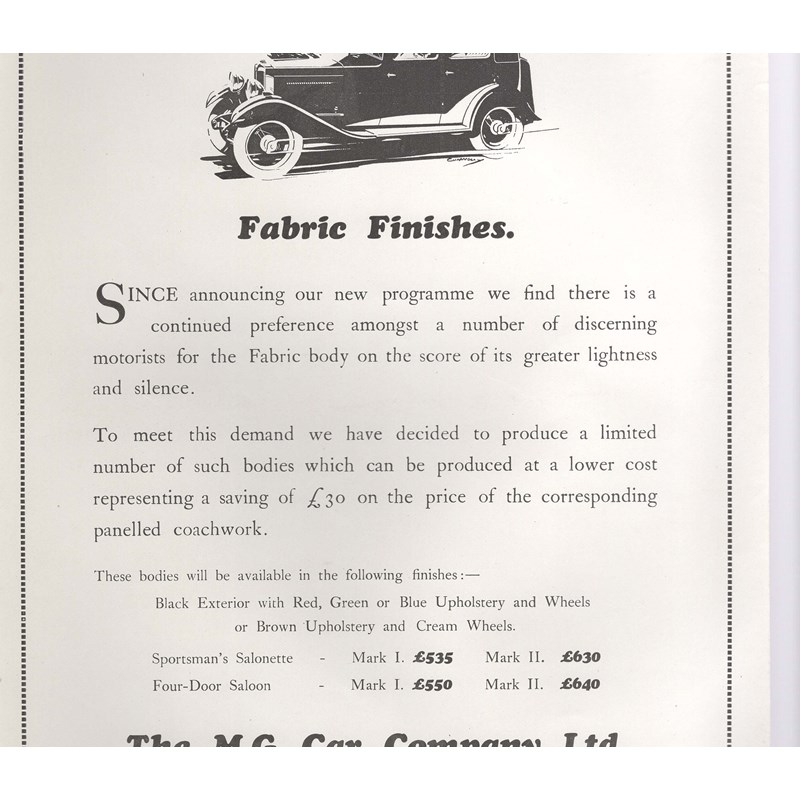 Fabric Finishes.
SINCE announcing our new programme we find there is a
continued preference amongst a number of discerning
motorists for the Fabric body on the score of its greater lightness
and silence.
To meet this demand we have decided to produce a limited
number of such bodies which can be produced at a lower cost
representing a saving of £30 on the price of the corresponding
panelled coachwork.
These bodies will be available in the following finishes:—
Black Exterior with Red, Green or Blue Upholstery and Wheels
or Brown Upholstery and Cream Wheels.
Sportsman's Salonette - Mark I. £535 Mark II. £630
Four-Door Saloon - Mark I. £550 Mark II. £640
The M.G. Car Company Ltd